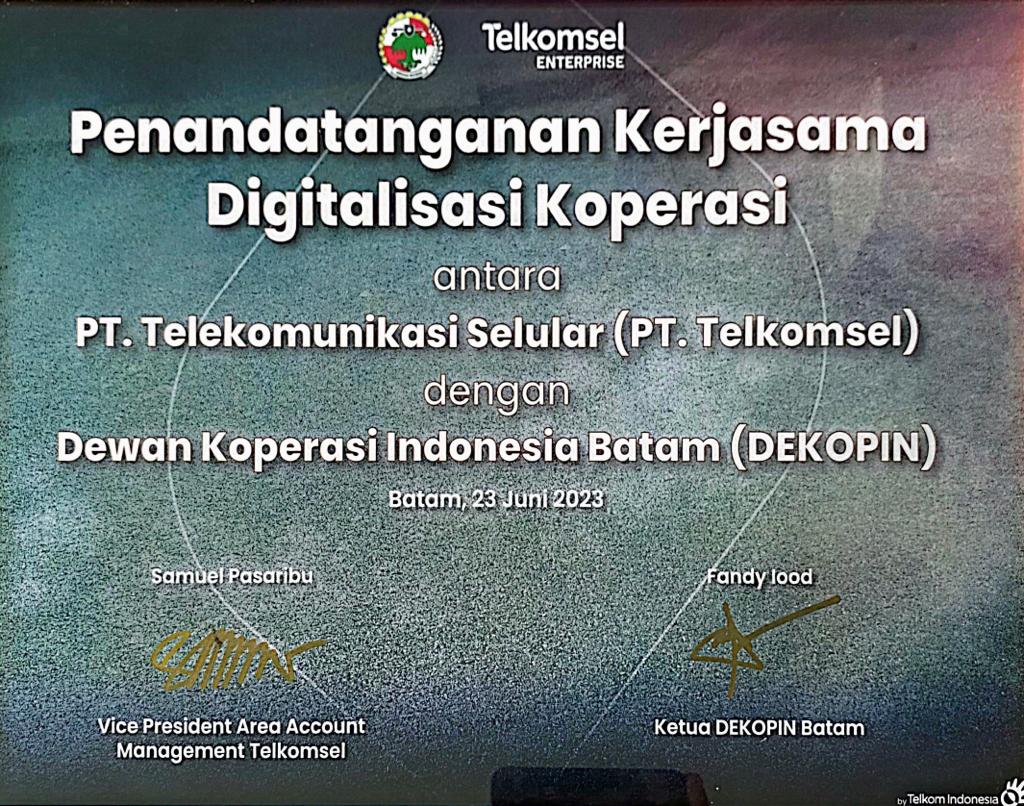 Telkomsel
ENTERPRISE
Penandatanganan Kerjasama
Digitalisasi Koperasi
antara
PT. Telekomunikasi Selular (PT. Telkomsel)
dengan
Dewan Koperasi Indonesia Batam (DEKOPIN)
Batam, 23 Juni 2023
Samuel Pasaribu
Fandy Iood
Vice President Area Account
Management Telkomsel
Ketua DEKOPIN Batam
by Telkom Indonesia